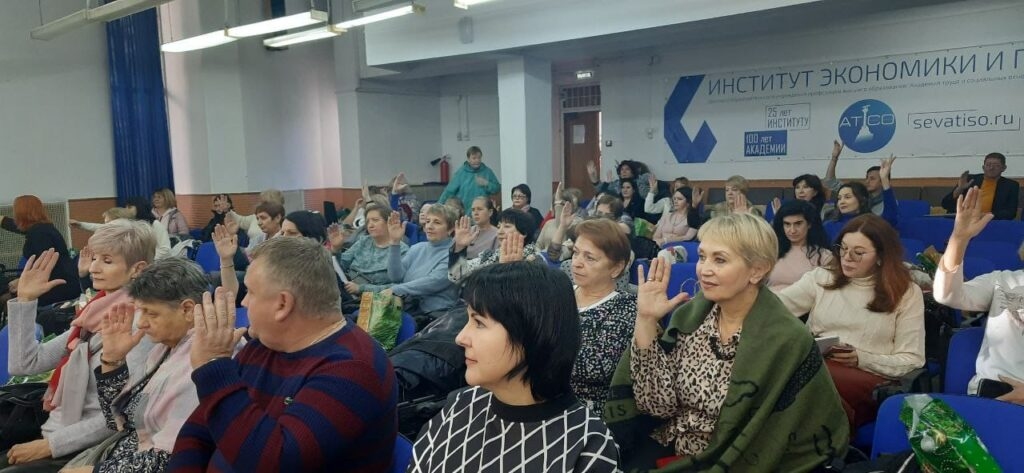 ИНСТИТУТ ЭКОНОМИКИ И П
25 лет
ИНСТИТУТУ
100 лет
АКАДЕМИИ
АТиСО
sevatiso.ru